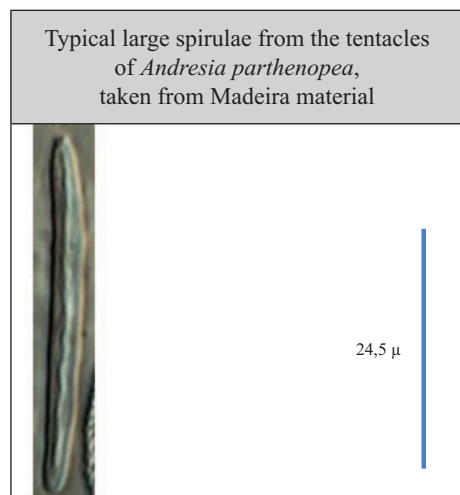 Typical large spirulae from the tentacles
of Andresia parthenopea,
taken from Madeira material
24,5 µ